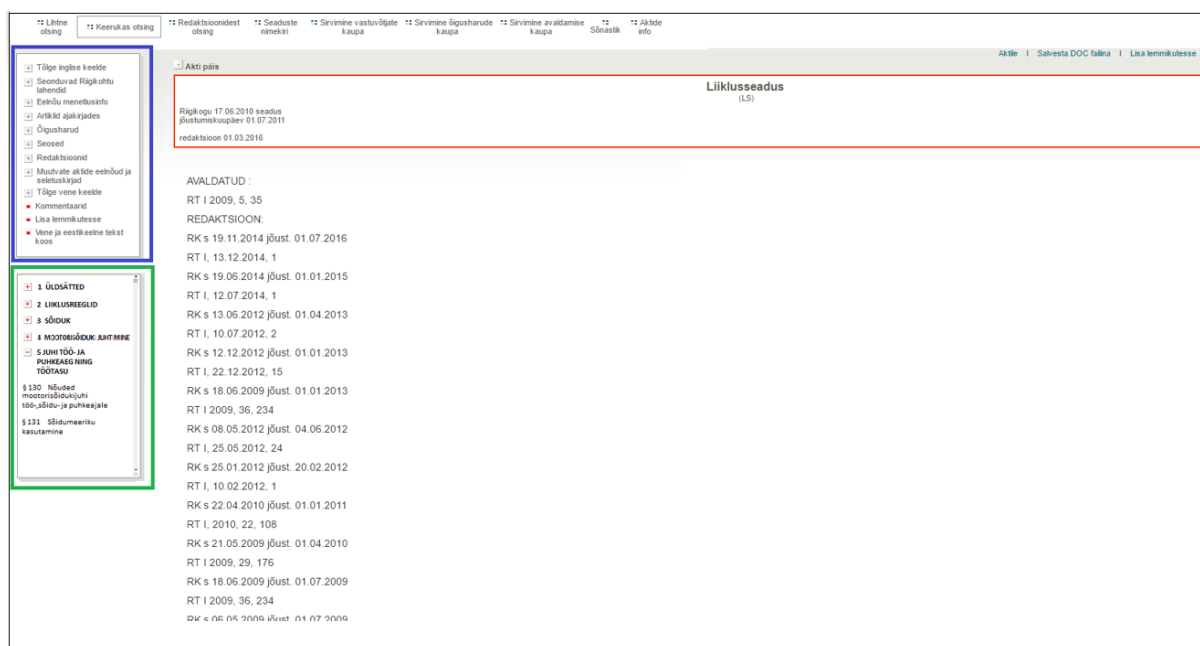 Lihtne
otsing
Keerukas otsing
Redaktsioonidest
otsing
Seaduste
nimekiri
Sirvimine vastuvõtjate
kaupa
Sirvimine õigusharude
kaupa
Sirvimine avaldamise
kaupa
Sõnastik
Aktide
info
Aktile I Salvesta DOC failina I Lisa lemmikutesse
Tõlge inglise keelde
Seonduvad Riigikohtu
lahendid
Eelnõu menetlusinfo
Artiklid ajakirjades
Õigusharud
Seosed
Redaktsioonid
Muutvate aktide eelnõud ja
seletuskirjad
Tõlge vene keelde
Kommentaarid
Lisa lemmikutesse
Vene ja eestikeelne tekst
koos
1 ÜLDSÄTTED
2 LIIKLUSREEGLID
3 SÕIDUK
4 MOOTORISÕIDUKI JUHTIMINE
5 JUHI TÖÖ- JA
PUHKEAEG NING
TÖÖTASU
§ 130 Nõuded
mootorisõidukijuhi
töö-,sõidu- ja puhkeajale
§ 131 Sõidumeeriku
kasutamine
Akti päis
Liiklusseadus
(LS)
Riigikogu 17.06.2010 seadus
jõustumiskuupäev 01.07.2011
redaktsioon 01.03.2016
AVALDATUD :
RT I 2009, 5, 35
REDAKTSIOON:
RK s 19.11.2014 jõust. 01.07.2016
RT I, 13.12.2014, 1
RK s 19.06.2014 jõust. 01.01.2015
RT I, 12.07.2014, 1
RK s 13.06.2012 jõust. 01.04.2013
RT I, 10.07.2012, 2
RK s 12.12.2012 jõust. 01.01.2013
RT I, 22.12.2012, 15
RK s 18.06.2009 jõust. 01.01.2013
RT I 2009, 36, 234
RK s 08.05.2012 jõust. 04.06.2012
RT I, 25.05.2012, 24
RK s 25.01.2012 jõust. 20.02.2012
RT I, 10.02.2012, 1
RK s 22.04.2010 jõust. 01.01.2011
RT I, 2010, 22, 108
RK s 21.05.2009 jõust. 01.04.2010
RT I 2009, 29, 176
RK s 18.06.2009 jõust. 01.07.2009
RT I 2009, 36, 234
RK s 06.05.2009 jõust. 01.07.2009